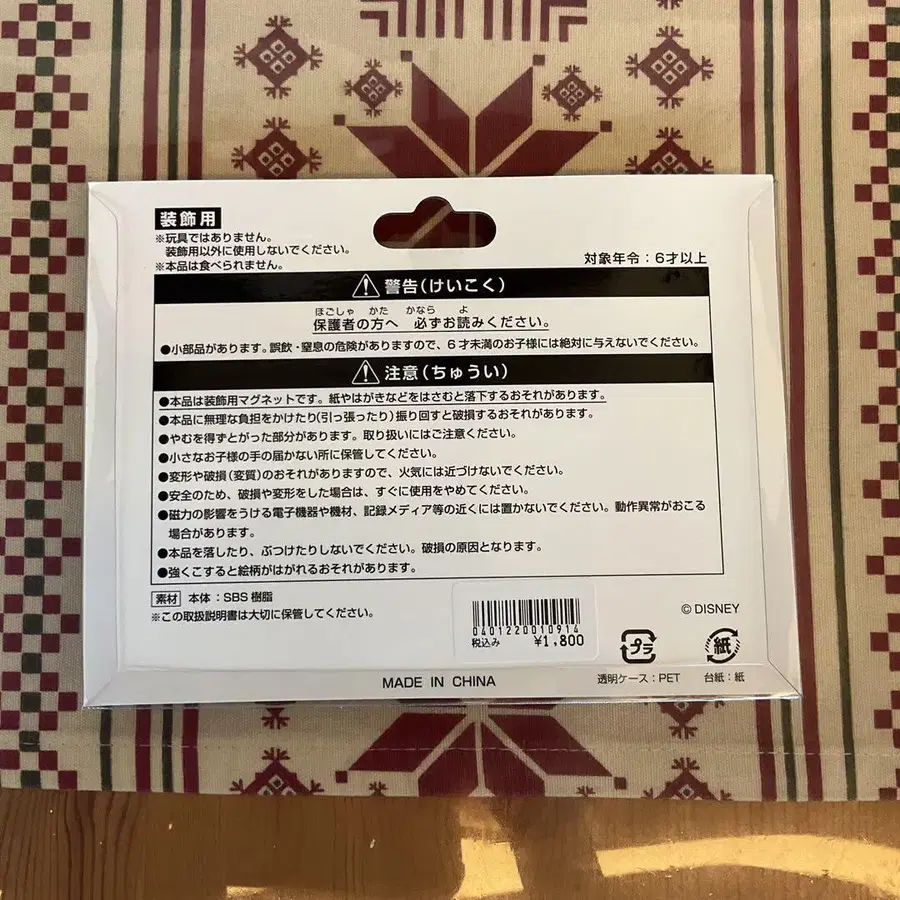 装飾用
※玩具ではありません。
装飾用以外に使用しないでください。
※本品は食べられません。
対象年令：6才以上
警告(けいこく)
ほごしゃ かた かなら よ
保護者の方へ 必ずお読みください。
●小部品があります。誤飲・窒息の危険がありますので、6才未満のお子様には絶対に与えないでください。
注意(ちゅうい)
●本品は装飾用マグネットです。紙やはがきなどをはさむと落下するおそれがあります。
●本品に無理な負担をかけたり(引っ張ったり)振り回すと破損するおそれがあります。
●やむを得ずとがった部分があります。取り扱いにはご注意ください。
●小さなお子様の手の届かない所に保管してください。
●変形や破損(変質)のおそれがありますので、火気には近づけないでください。
●安全のため、破損や変形をした場合は、すぐに使用をやめてください。
●磁力の影響をうける電子機器や機材、記録メディア等の近くには置かないでください。動作異常がおこる
場合があります。
●本品を落したり、ぶつけたりしないでください。破損の原因となります。
●強くこすると絵柄がはがれるおそれがあります。
素材 本体：SBS樹脂
※この取扱説明書は大切に保管してください。
0401220010914
税込み ¥1,800
© DISNEY
プラ
紙
透明ケース：PET
台紙：紙
MADE IN CHINA